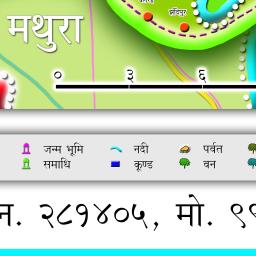 मथुरा
० ३ ६
जन्म भूमि नदी पर्वत
समाधि कूण्ड वन
न. २८१४०५, मो. ९९